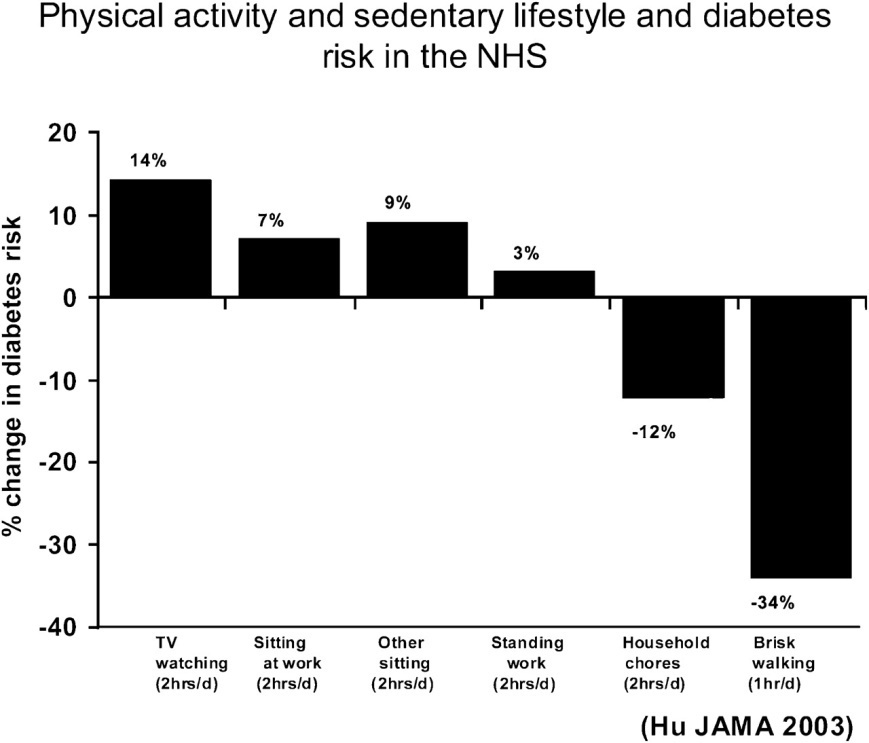 Physical activity and sedentary lifestyle and diabetes
risk in the NHS
% change in diabetes risk
20
10
0
-10
-20
-30
-40
14%
7%
9%
3%
-12%
-34%
TV
watching
(2hrs/d)
Sitting
at work
(2hrs/d)
Other
sitting
(2hrs/d)
Standing
work
(2hrs/d)
Household
chores
(2hrs/d)
Brisk
walking
(1hr/d)
(Hu JAMA 2003)